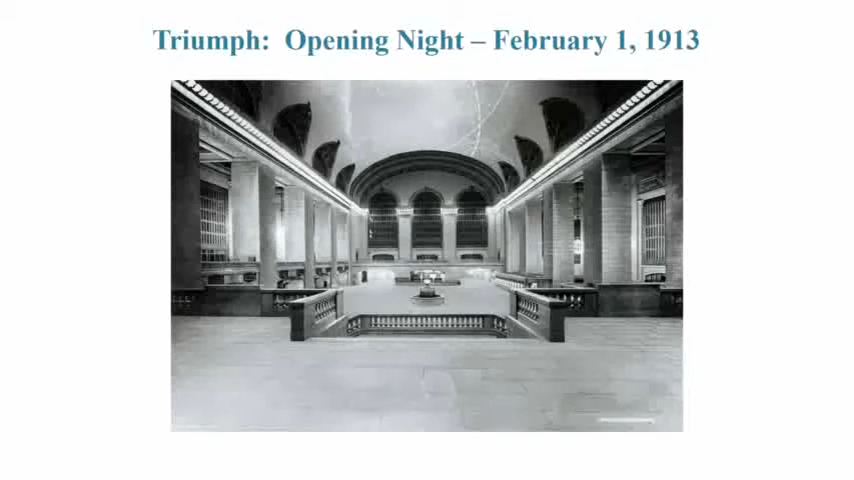 Triumph: Opening Night – February 1, 1913